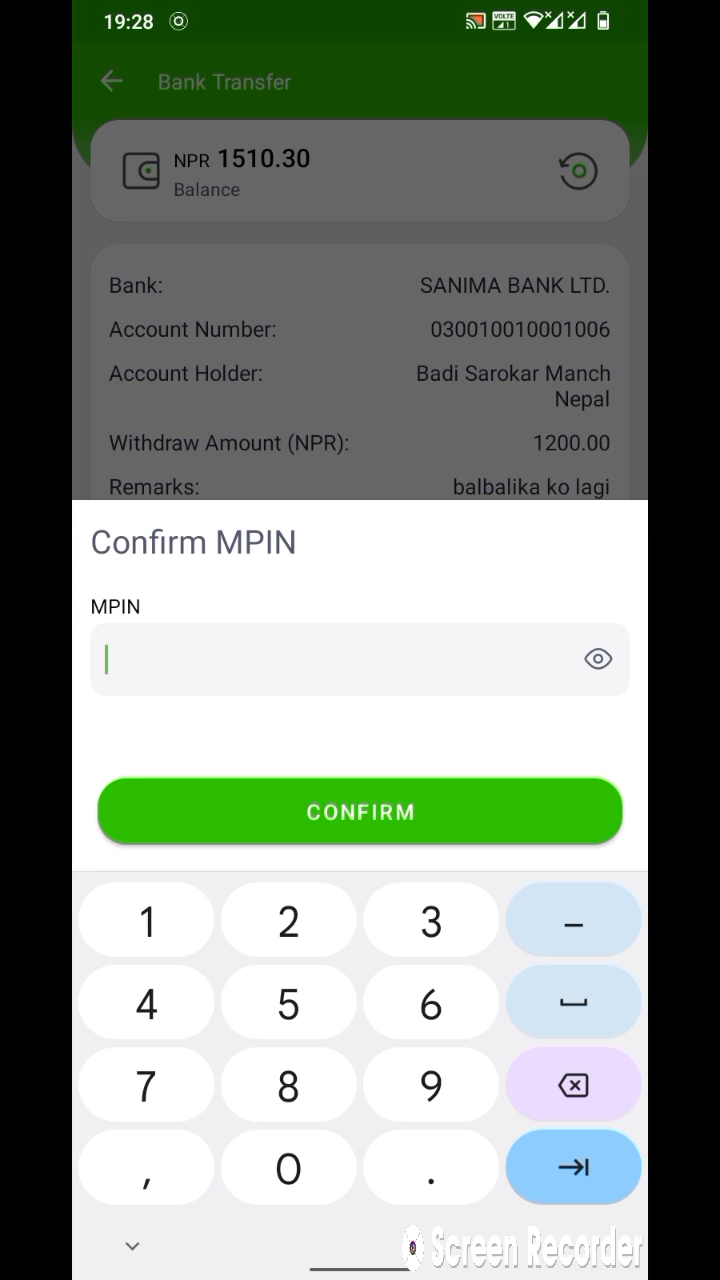 19:28
VOLTE
Bank Transfer
NPR 1510.30
Balance
Bank: SANIMA BANK LTD.
Account Number: 030010010001006
Account Holder: Badi Sarokar Manch
Nepal
Withdraw Amount (NPR): 1200.00
Remarks: balbalika ko lagi
Confirm MPIN
MPIN
CONFIRM
1 2 3 –
4 5 6
7 8 9
, 0 .
Screen Recorder